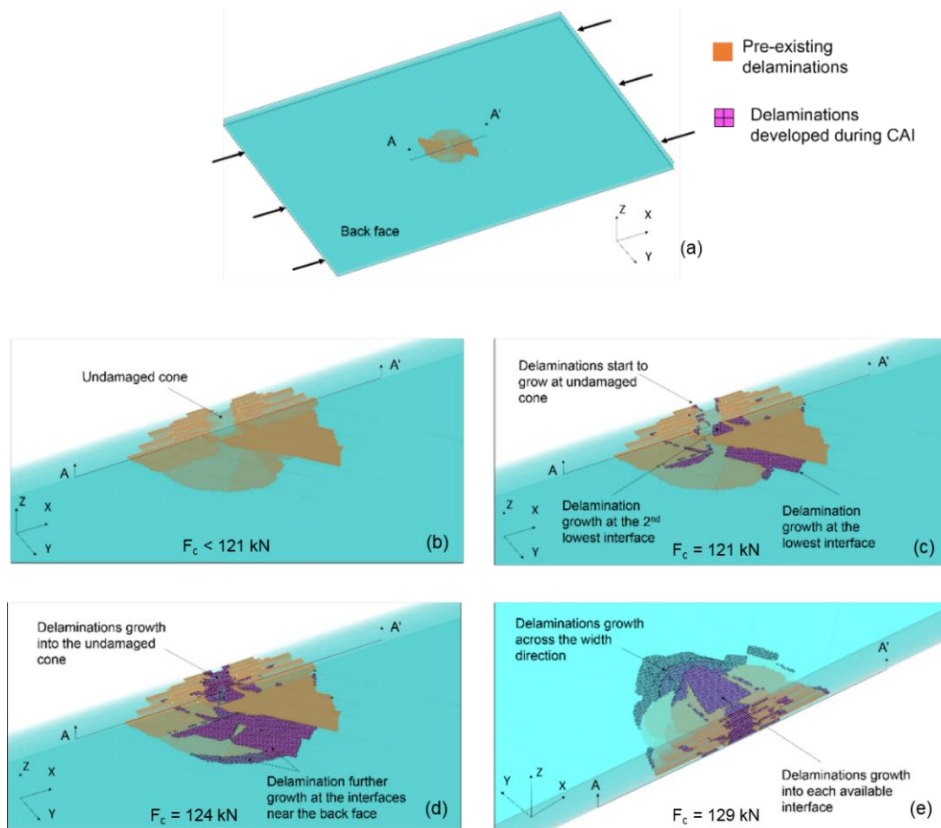 Pre-existing
delaminations
Delaminations
developed during CAI
A
A'
Back face
Z
X
Y
(a)
Undamaged cone
A'
A
Z
X
Y
F_c < 121 kN
(b)
Delaminations start to
grow at undamaged
cone
A'
A
Z
X
Y
Delamination
growth at the 2nd
lowest interface
Delamination
growth at the
lowest interface
F_c = 121 kN
(c)
Delaminations growth
into the undamaged
cone
A'
A
Z
X
Y
Delamination further
growth at the interfaces
near the back face
F_c = 124 kN
(d)
Delaminations growth
across the width
direction
A'
Y
Z
X
A
Delaminations growth
into each available
interface
F_c = 129 kN
(e)